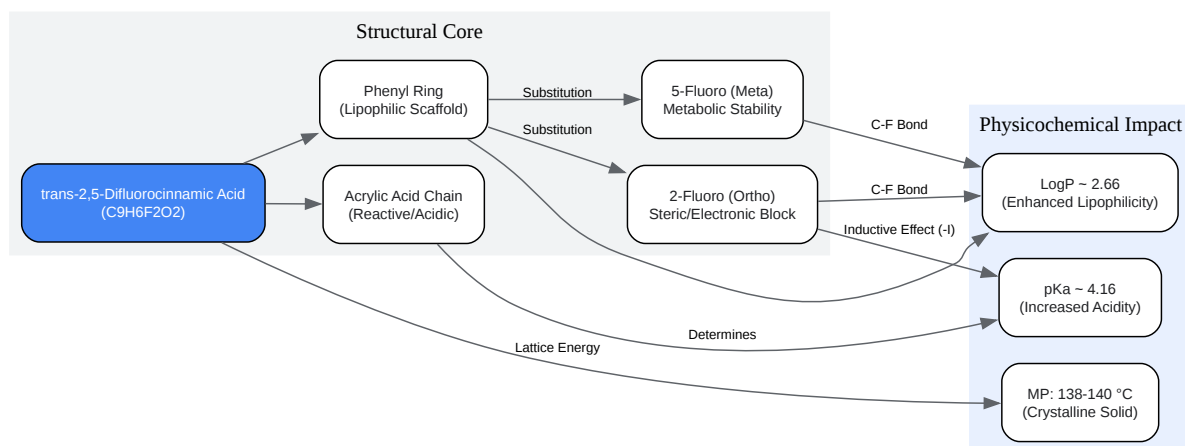 Structural Core
Phenyl Ring
(Lipophilic Scaffold)
Substitution
Substitution
5-Fluoro (Meta)
Metabolic Stability
C-F Bond
Physicochemical Impact
trans-2,5-Difluorocinnamic Acid
(C9H6F2O2)
Acrylic Acid Chain
(Reactive/Acidic)
2-Fluoro (Ortho)
Steric/Electronic Block
C-F Bond
LogP ~ 2.66
(Enhanced Lipophilicity)
Inductive Effect (-I)
pKa ~ 4.16
(Increased Acidity)
Determines
Lattice Energy
MP: 138-140 °C
(Crystalline Solid)